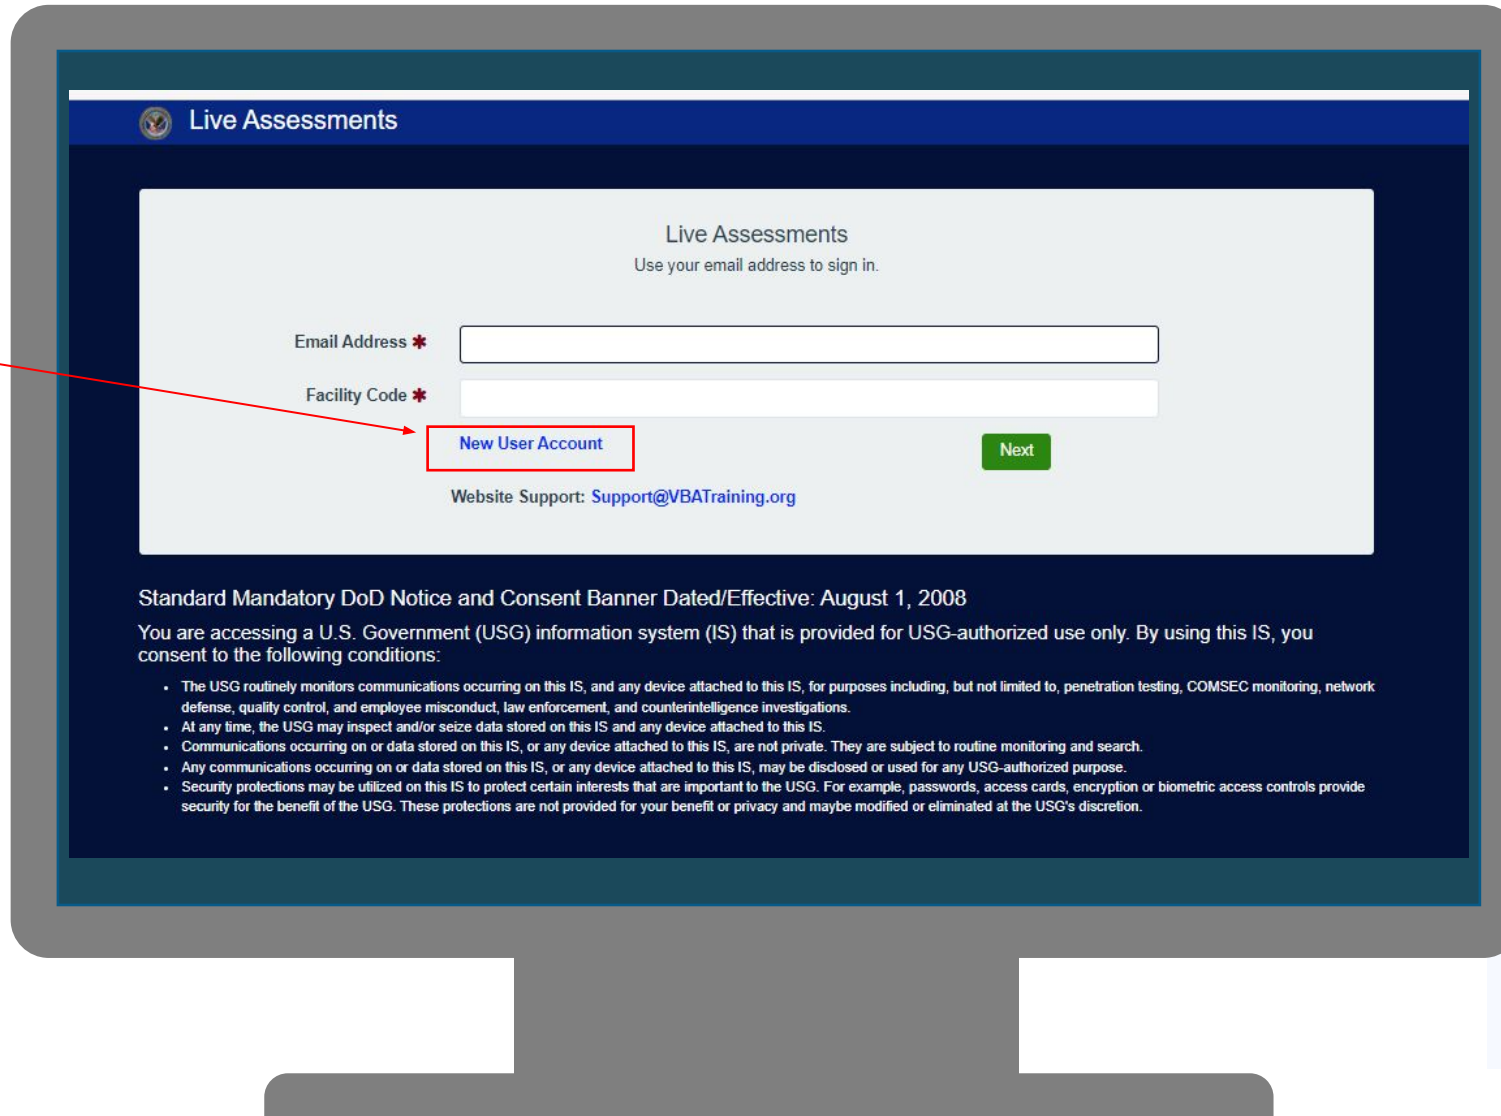 Live Assessments
Live Assessments
Use your email address to sign in.
Email Address ✱
Facility Code ✱
New User Account
Next
Website Support: Support@VBATraining.org
Standard Mandatory DoD Notice and Consent Banner Dated/Effective: August 1, 2008
You are accessing a U.S. Government (USG) information system (IS) that is provided for USG-authorized use only. By using this IS, you
consent to the following conditions:
• The USG routinely monitors communications occurring on this IS, and any device attached to this IS, for purposes including, but not limited to, penetration testing, COMSEC monitoring, network
defense, quality control, and employee misconduct, law enforcement, and counterintelligence investigations.
• At any time, the USG may inspect and/or seize data stored on this IS and any device attached to this IS.
• Communications occurring on or data stored on this IS, or any device attached to this IS, are not private. They are subject to routine monitoring and search.
• Any communications occurring on or data stored on this IS, or any device attached to this IS, may be disclosed or used for any USG-authorized purpose.
• Security protections may be utilized on this IS to protect certain interests that are important to the USG. For example, passwords, access cards, encryption or biometric access controls provide
security for the benefit of the USG. These protections are not provided for your benefit or privacy and maybe modified or eliminated at the USG's discretion.